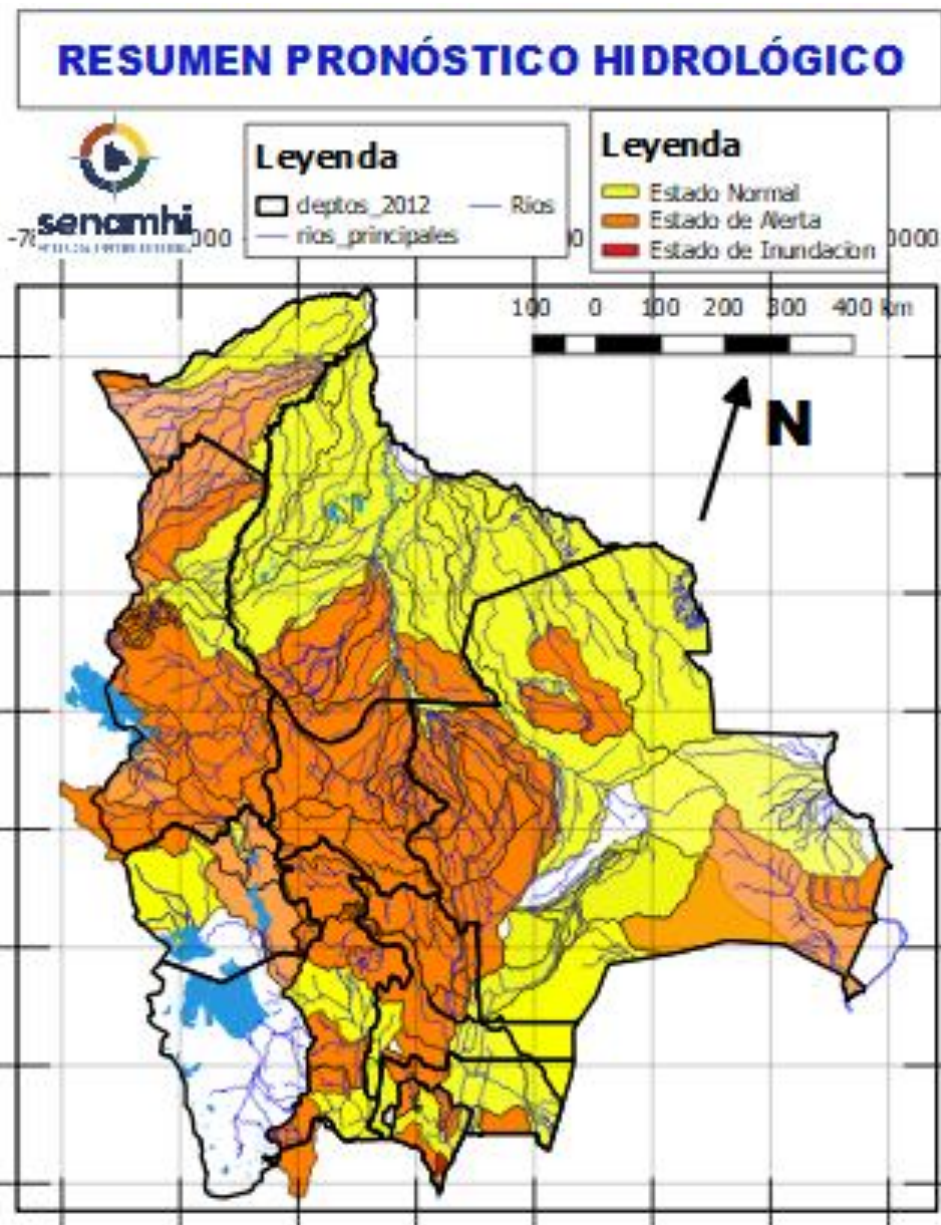 RESUMEN PRONÓSTICO HIDROLÓGICO
senamhi
Leyenda
deptos_2012
Rios
rios_principales
Leyenda
Estado Normal
Estado de Alerta
Estado de Inundacion
100 0 100 200 300 400 km
N